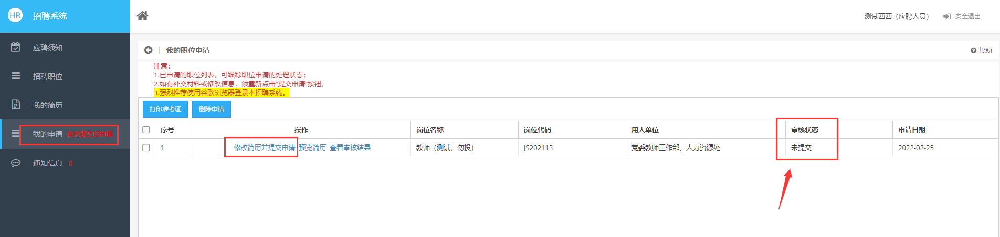 HR 招聘系统
测试西西（应聘人员） 安全退出
应聘须知
招聘职位
我的简历
我的申请 有未提交的申请
通知信息 0
我的职位申请
帮助
注意：
1.已申请的职位列表，可跟踪职位申请的处理状态；
2.如有补交材料或修改信息，须重新点击“提交申请”按钮；
3.强烈推荐使用谷歌浏览器登录本招聘系统。
打印准考证 删除申请
序号 操作 岗位名称 岗位代码 用人单位 审核状态 申请日期
1 修改简历并提交申请 预览简历 查看审核结果 教师（测试，勿投） JS202113 党委教师工作部、人力资源处 未提交 2022-02-25